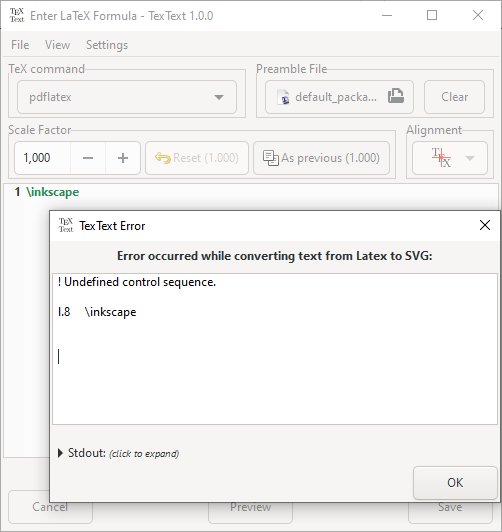 TEX Text Enter LaTeX Formula - TexText 1.0.0
File View Settings
TeX command Preamble File
pdflatex default_packa... Clear
Scale Factor Alignment
1,000 Reset (1.000) As previous (1.000) TEX
1 \inkscape
TEX Text TexText Error
Error occurred while converting text from Latex to SVG:
! Undefined control sequence.
l.8 \inkscape
Stdout: (click to expand)
OK
Cancel Preview Save